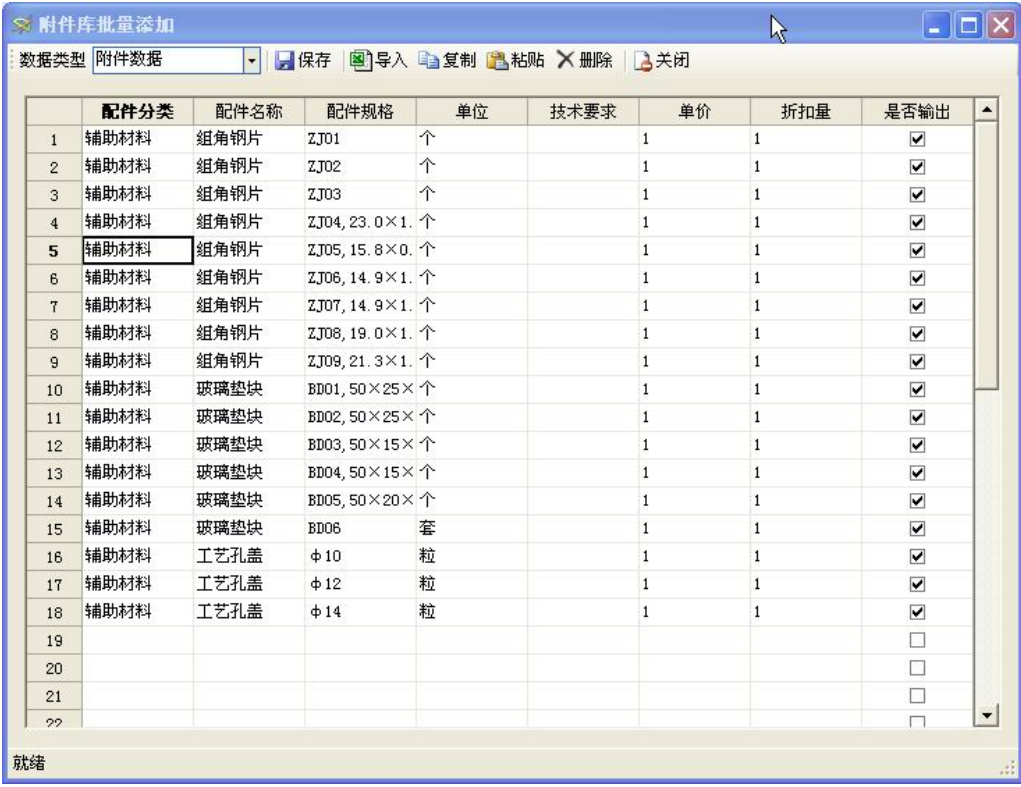 附件库批量添加
数据类型 附件数据 保存 导入 复制 粘贴 删除 关闭
配件分类 配件名称 配件规格 单位 技术要求 单价 折扣量 是否输出
1 辅助材料 组角钢片 ZJ01 个 1 1
2 辅助材料 组角钢片 ZJ02 个 1 1
3 辅助材料 组角钢片 ZJ03 个 1 1
4 辅助材料 组角钢片 ZJ04,23.0×1. 个 1 1
5 辅助材料 组角钢片 ZJ05,15.8×0. 个 1 1
6 辅助材料 组角钢片 ZJ06,14.9×1. 个 1 1
7 辅助材料 组角钢片 ZJ07,14.9×1. 个 1 1
8 辅助材料 组角钢片 ZJ08,19.0×1. 个 1 1
9 辅助材料 组角钢片 ZJ09,21.3×1. 个 1 1
10 辅助材料 玻璃垫块 BD01,50×25× 个 1 1
11 辅助材料 玻璃垫块 BD02,50×25× 个 1 1
12 辅助材料 玻璃垫块 BD03,50×15× 个 1 1
13 辅助材料 玻璃垫块 BD04,50×15× 个 1 1
14 辅助材料 玻璃垫块 BD05,50×20× 个 1 1
15 辅助材料 玻璃垫块 BD06 套 1 1
16 辅助材料 工艺孔盖 φ10 粒 1 1
17 辅助材料 工艺孔盖 φ12 粒 1 1
18 辅助材料 工艺孔盖 φ14 粒 1 1
19
20
21
22
就绪